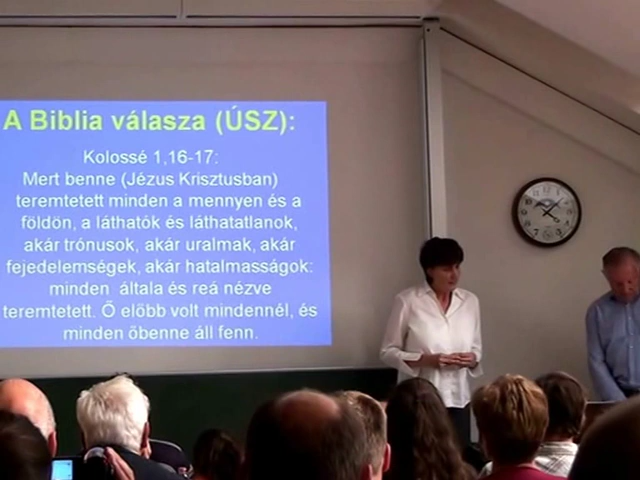 A Biblia válasza (ÚSZ):
Kolossé 1,16-17:
Mert benne (Jézus Krisztusban)
teremtetett minden a mennyen és a
földön, a láthatók és láthatatlanok,
akár trónusok, akár uralmak, akár
fejedelemségek, akár hatalmasságok:
minden általa és reá nézve
teremtetett. Ő előbb volt mindennél, és
minden őbenne áll fenn.